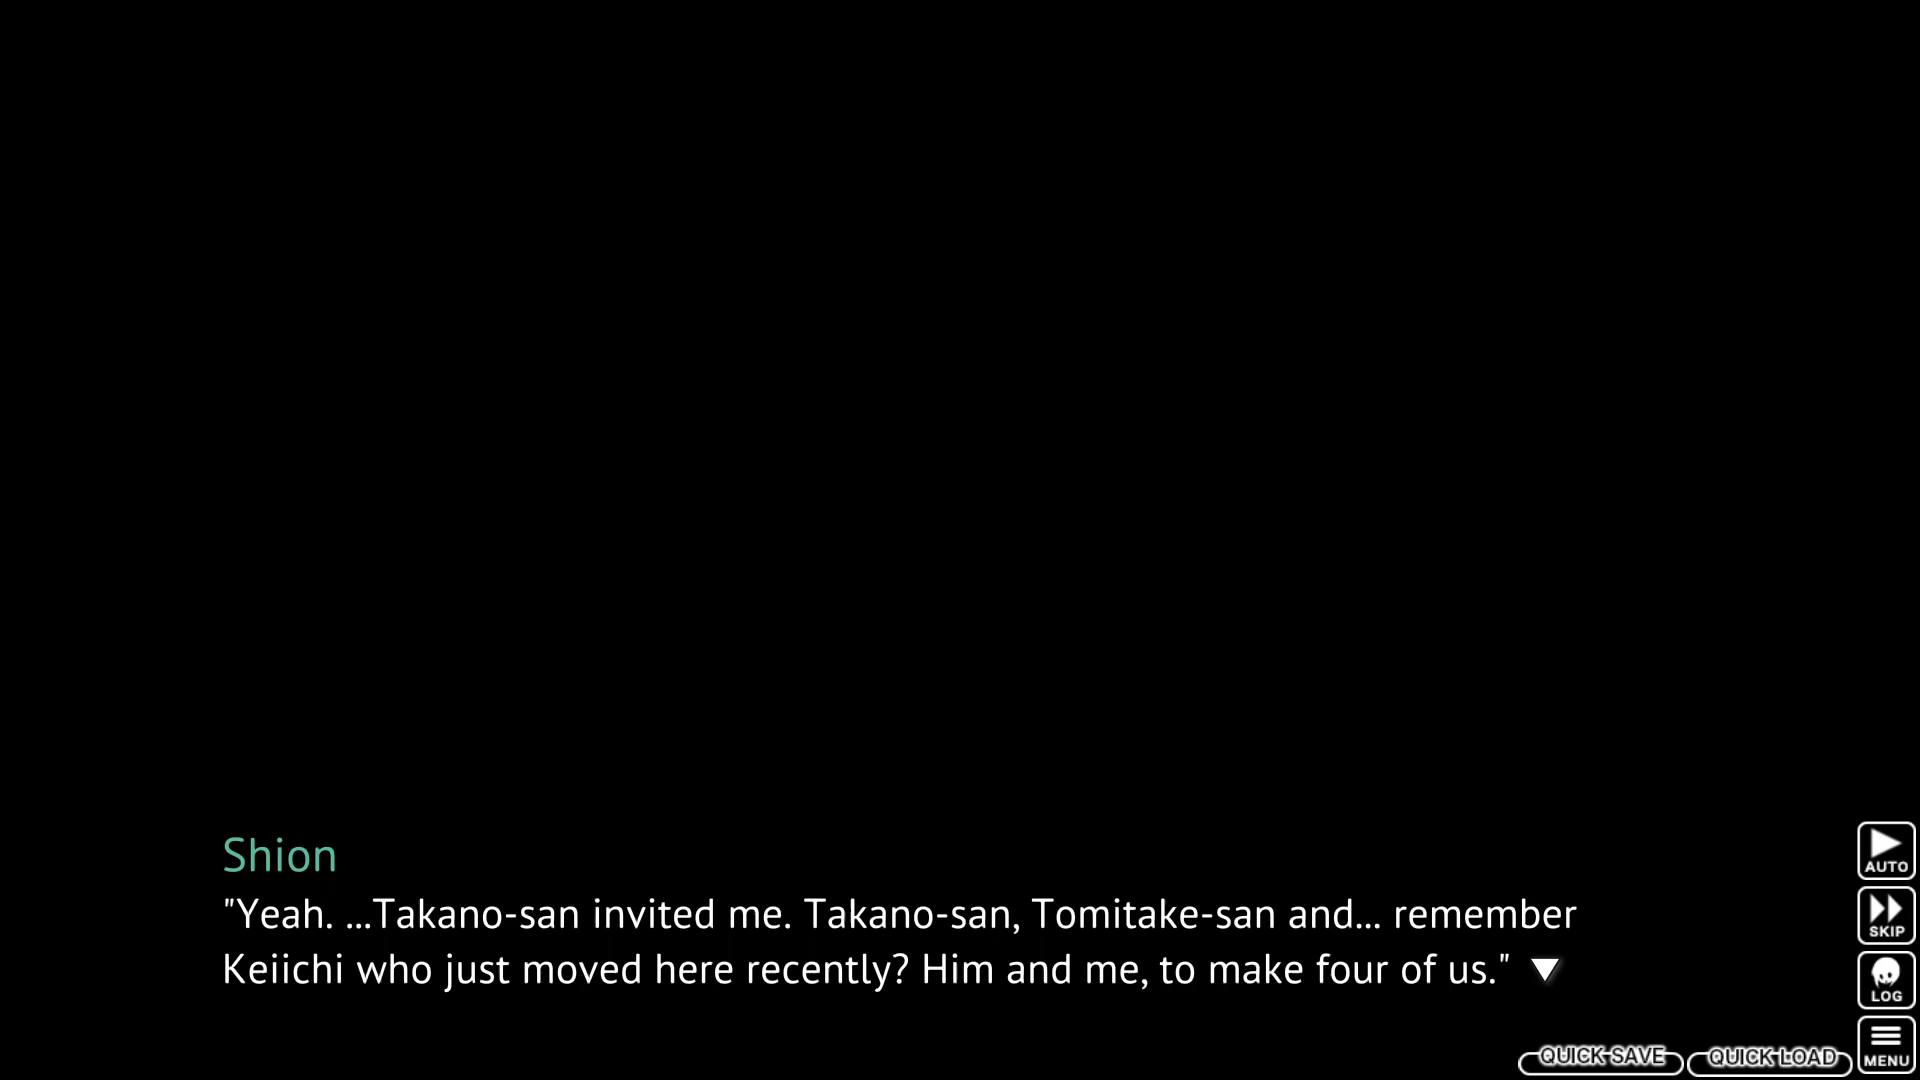 Shion
"Yeah. ...Takano-san invited me. Takano-san, Tomitake-san and... remember
Keiichi who just moved here recently? Him and me, to make four of us."
AUTO
SKIP
LOG
MENU
QUICK SAVE
QUICK LOAD